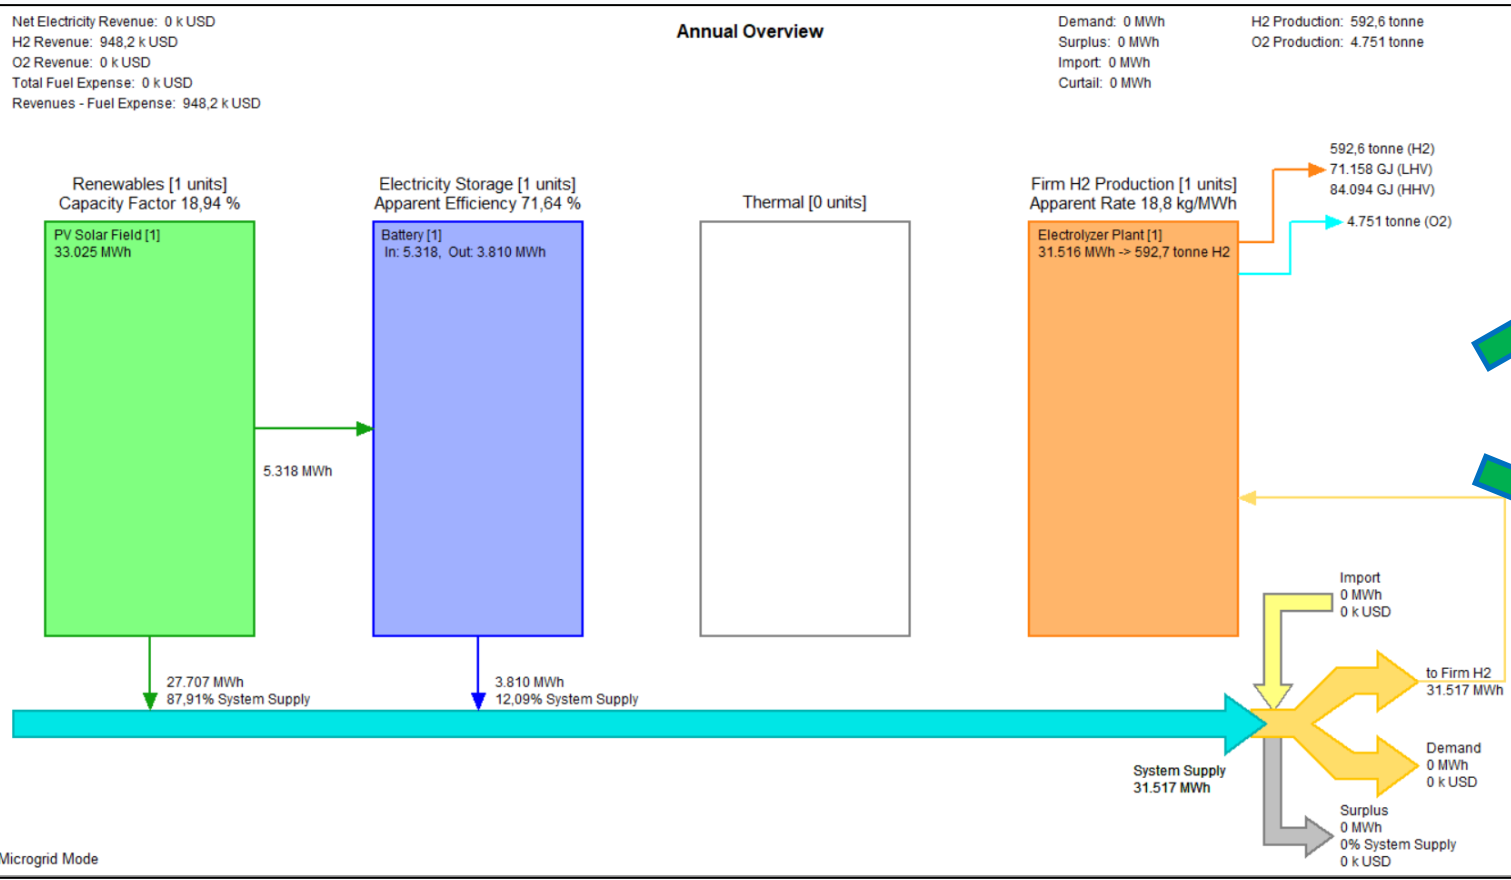 Net Electricity Revenue: 0 k USD
H2 Revenue: 948,2 k USD
O2 Revenue: 0 k USD
Total Fuel Expense: 0 k USD
Revenues - Fuel Expense: 948,2 k USD
Annual Overview
Demand: 0 MWh
Surplus: 0 MWh
Import: 0 MWh
Curtail: 0 MWh
H2 Production: 592,6 tonne
O2 Production: 4.751 tonne
Renewables [1 units]
Capacity Factor 18,94 %
PV Solar Field [1]
33.025 MWh
5.318 MWh
27.707 MWh
87,91% System Supply
Electricity Storage [1 units]
Apparent Efficiency 71,64 %
Battery [1]
In: 5.318, Out: 3.810 MWh
3.810 MWh
12,09% System Supply
Thermal [0 units]
Firm H2 Production [1 units]
Apparent Rate 18,8 kg/MWh
Electrolyzer Plant [1]
31.516 MWh -> 592,7 tonne H2
592,6 tonne (H2)
71.158 GJ (LHV)
84.094 GJ (HHV)
4.751 tonne (O2)
Import
0 MWh
0 k USD
to Firm H2
31.517 MWh
Demand
0 MWh
0 k USD
System Supply
31.517 MWh
Surplus
0 MWh
0% System Supply
0 k USD
Microgrid Mode